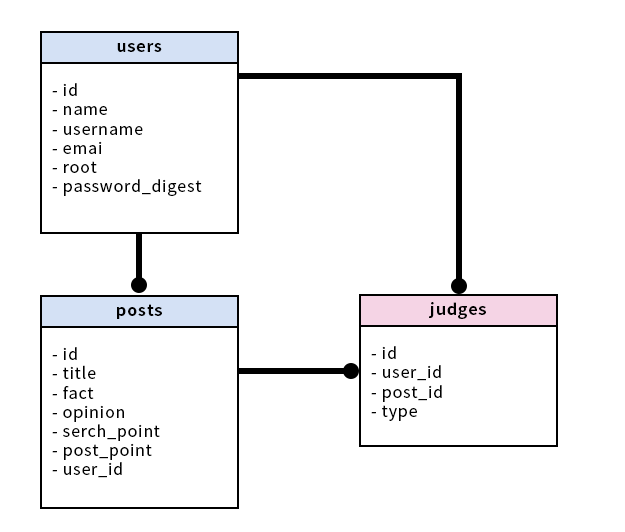 users
- id
- name
- username
- emai
- root
- password_digest
posts
- id
- title
- fact
- opinion
- serch_point
- post_point
- user_id
judges
- id
- user_id
- post_id
- type